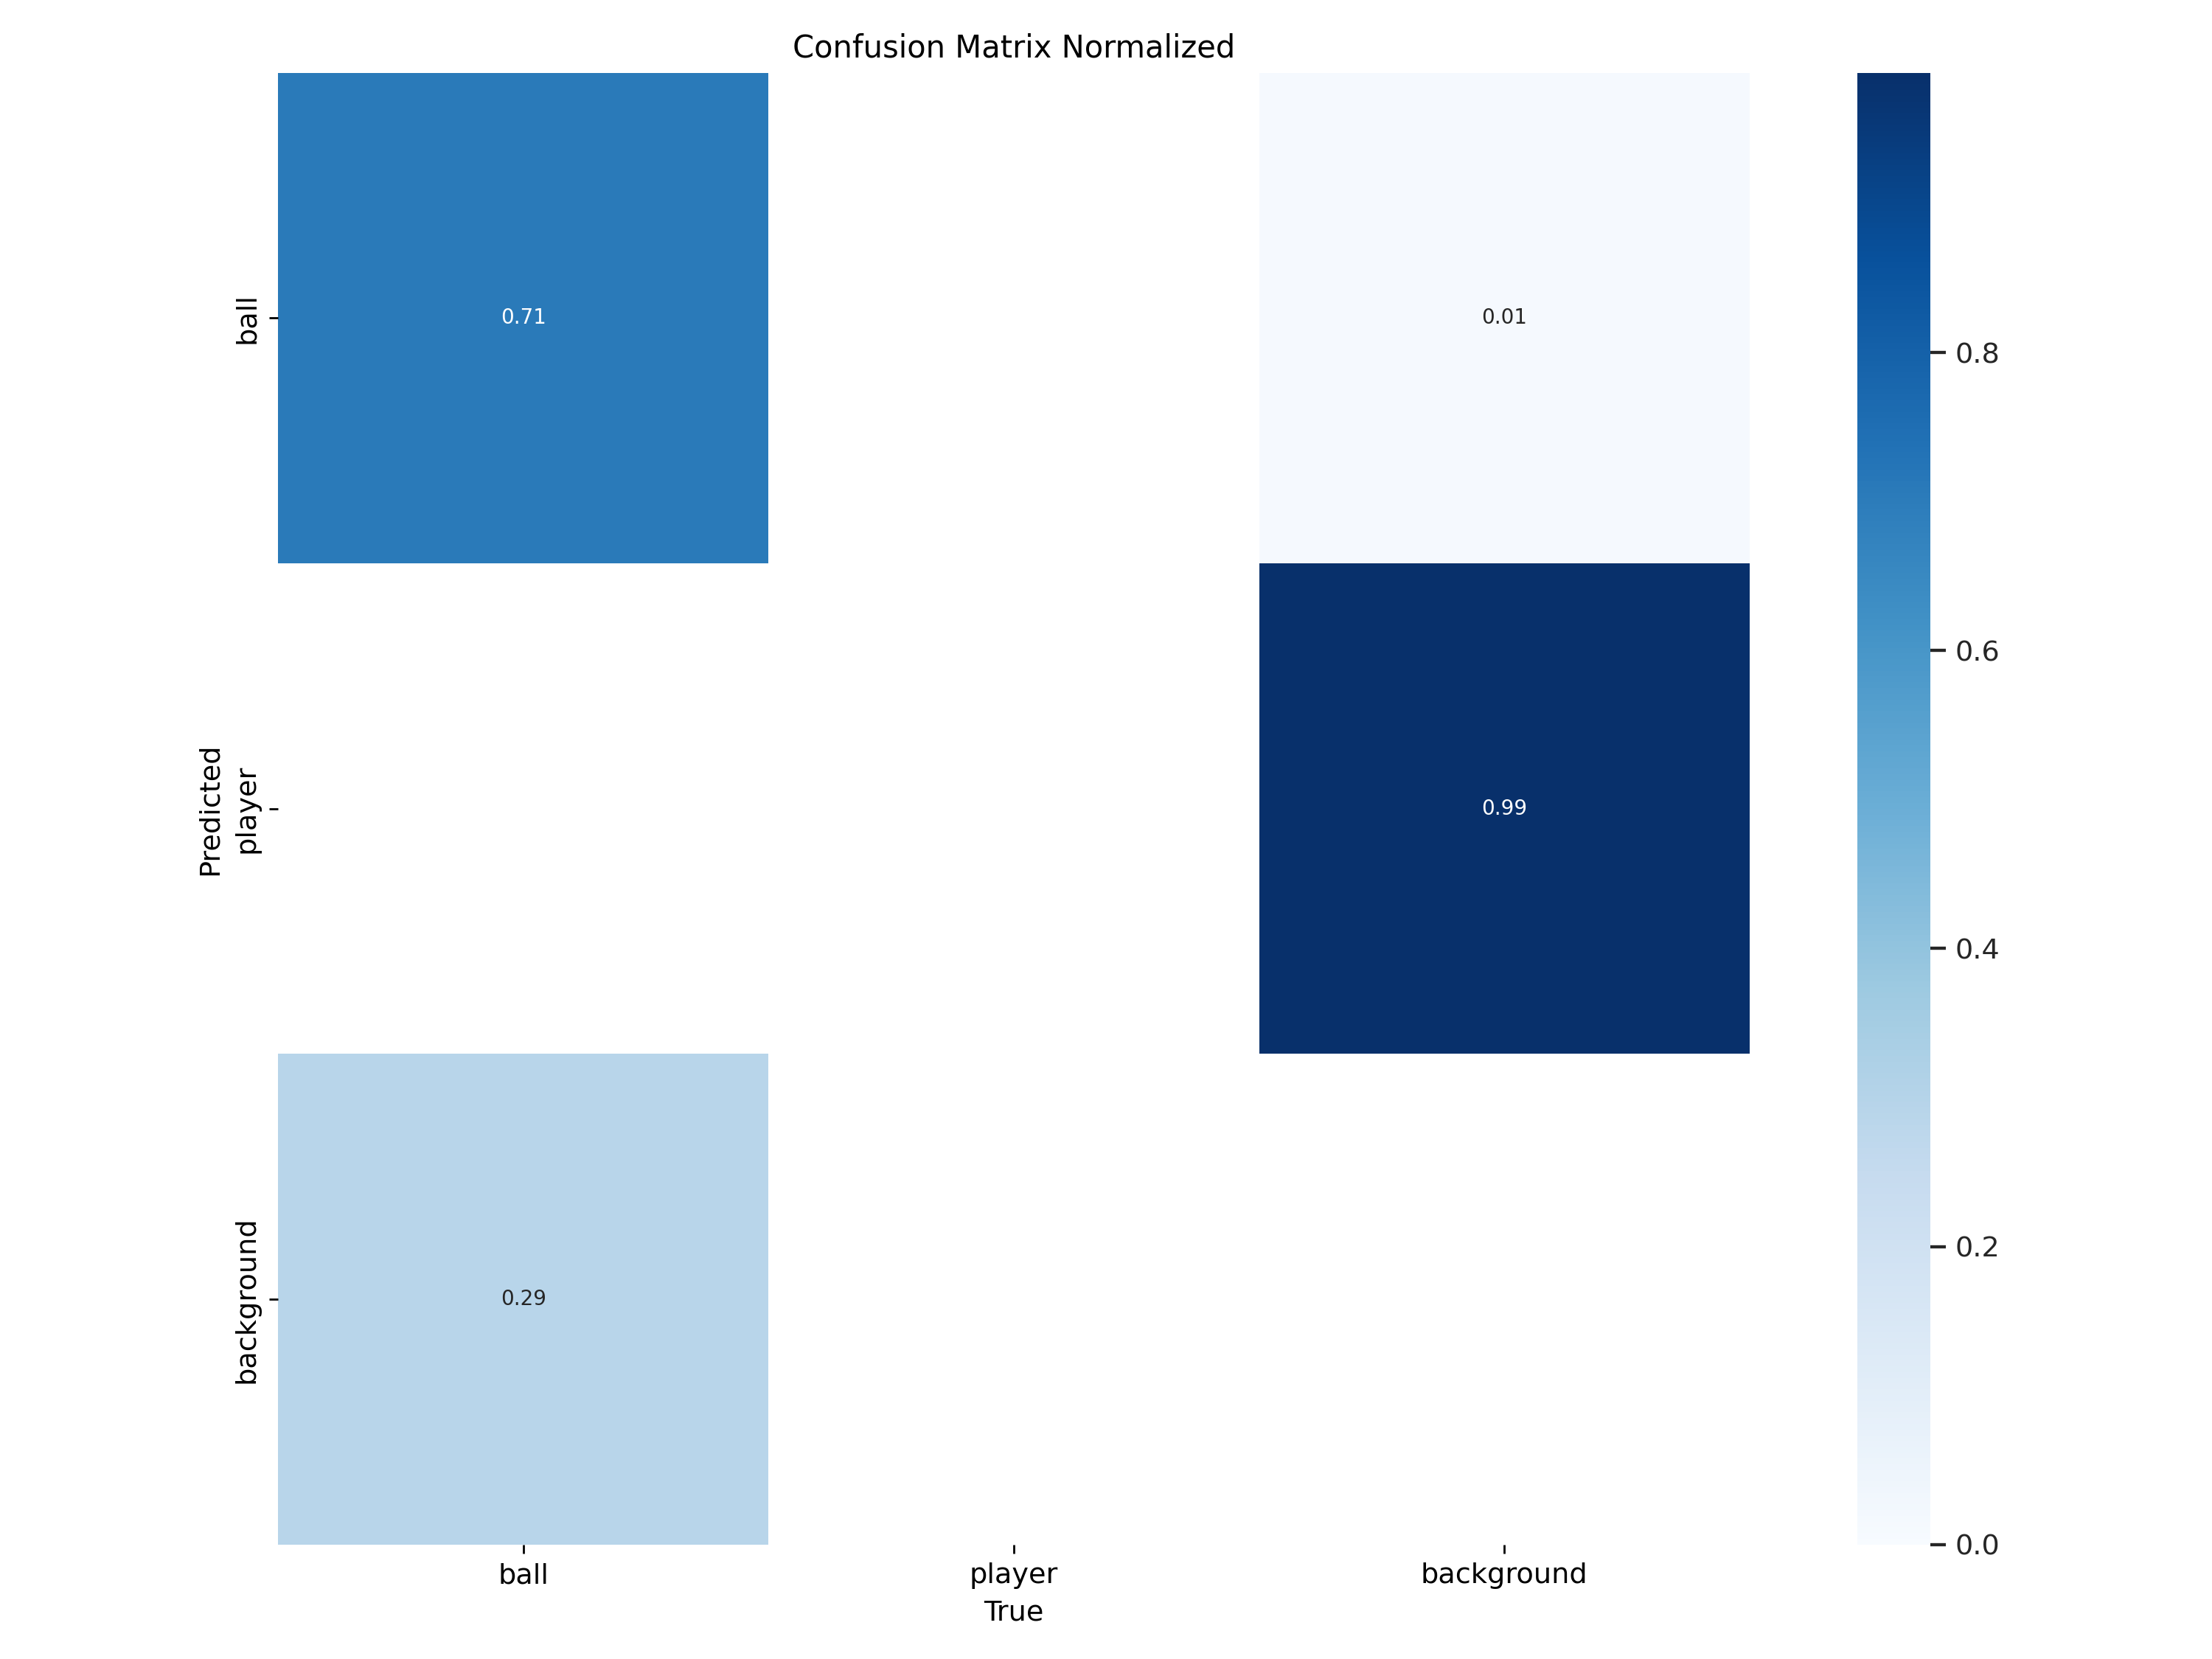 Confusion Matrix Normalized
ball
0.71
0.01
0.8
0.6
Predicted
player
0.99
0.4
background
0.29
0.2
0.0
ball
player
background
True